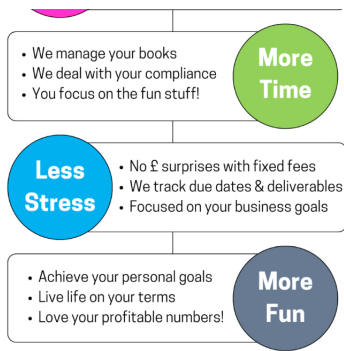 • We manage your books
• We deal with your compliance
• You focus on the fun stuff!
More
Time
Less
Stress
• No £ surprises with fixed fees
• We track due dates & deliverables
• Focused on your business goals
• Achieve your personal goals
• Live life on your terms
• Love your profitable numbers!
More
Fun